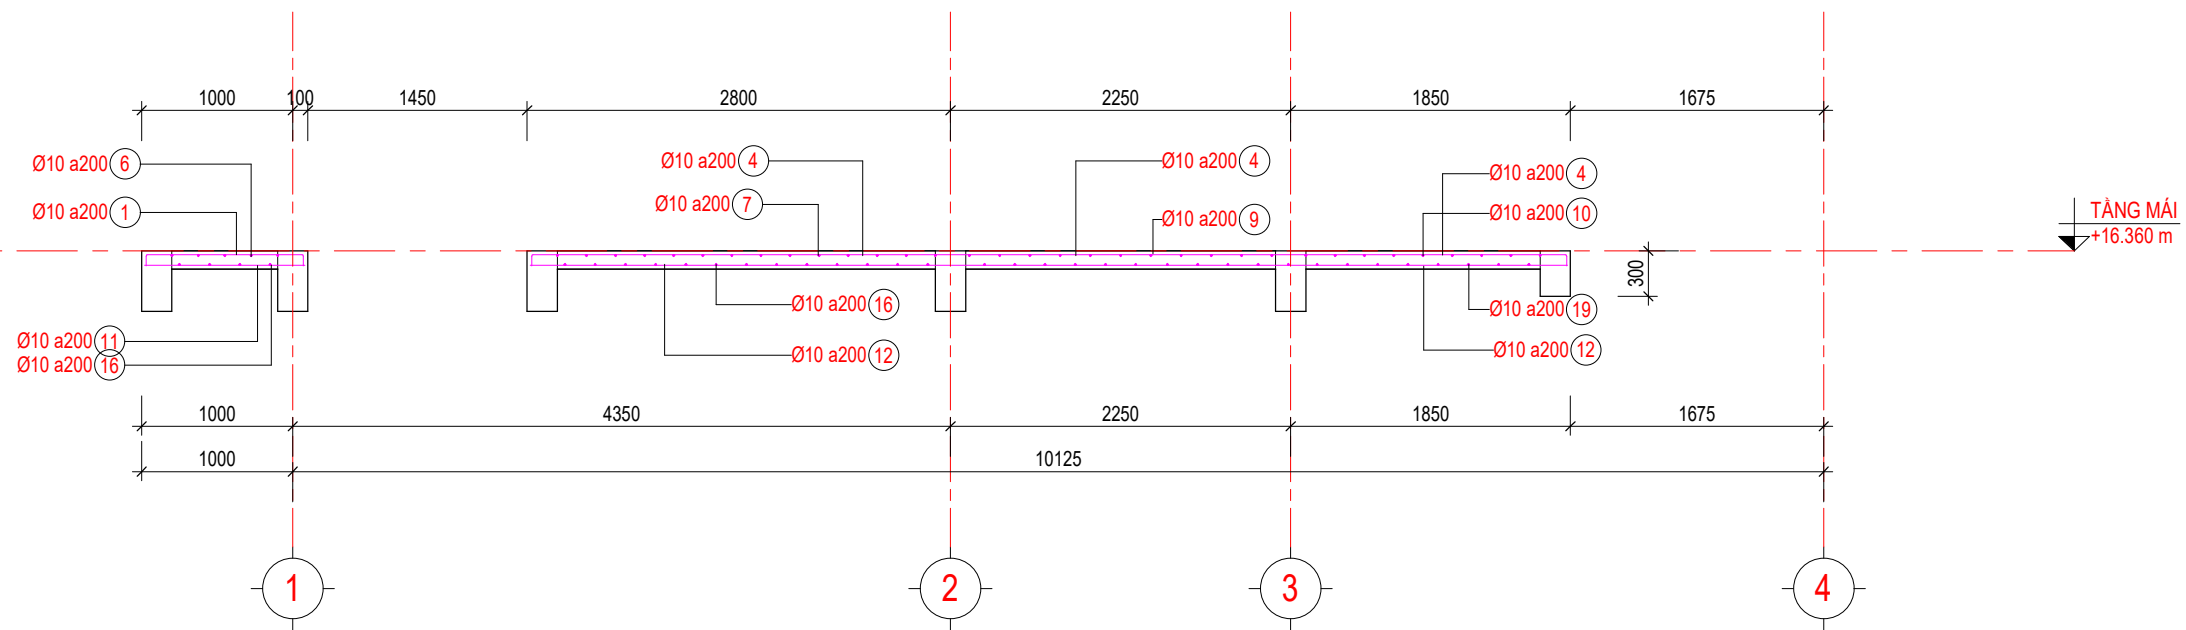 1000 100 1450 2800 2250 1850 1675
Ø10 a200 6
Ø10 a200 4
Ø10 a200 4
Ø10 a200 4
Ø10 a200 1
Ø10 a200 7
Ø10 a200 9
Ø10 a200 10
TẦNG MÁI
+16.360 m
300
Ø10 a200 16
Ø10 a200 19
Ø10 a200 11
Ø10 a200 16
Ø10 a200 12
Ø10 a200 12
1000 4350 2250 1850 1675
1000 10125
1 2 3 4